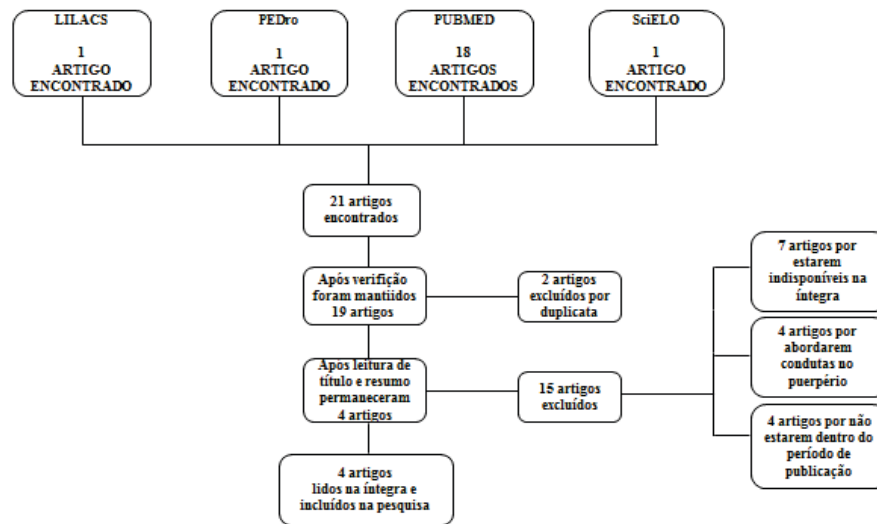 LILACS
1
ARTIGO
ENCONTRADO
PEDro
1
ARTIGO
ENCONTRADO
PUBMED
18
ARTIGOS
ENCONTRADOS
SciELO
1
ARTIGO
ENCONTRADO
21 artigos
encontrados
Após verifição
foram mantiidos
19 artigos
2 artigos
excluídos por
duplicata
Após leitura de
título e resumo
permaneceram
4 artigos
15 artigos
excluídos
7 artigos por
estarem
indisponíveis na
íntegra
4 artigos por
abordarem
condutas no
puerpério
4 artigos por não
estarem dentro do
período de
publicação
4 artigos
lidos na íntegra e
incluídos na pesquisa